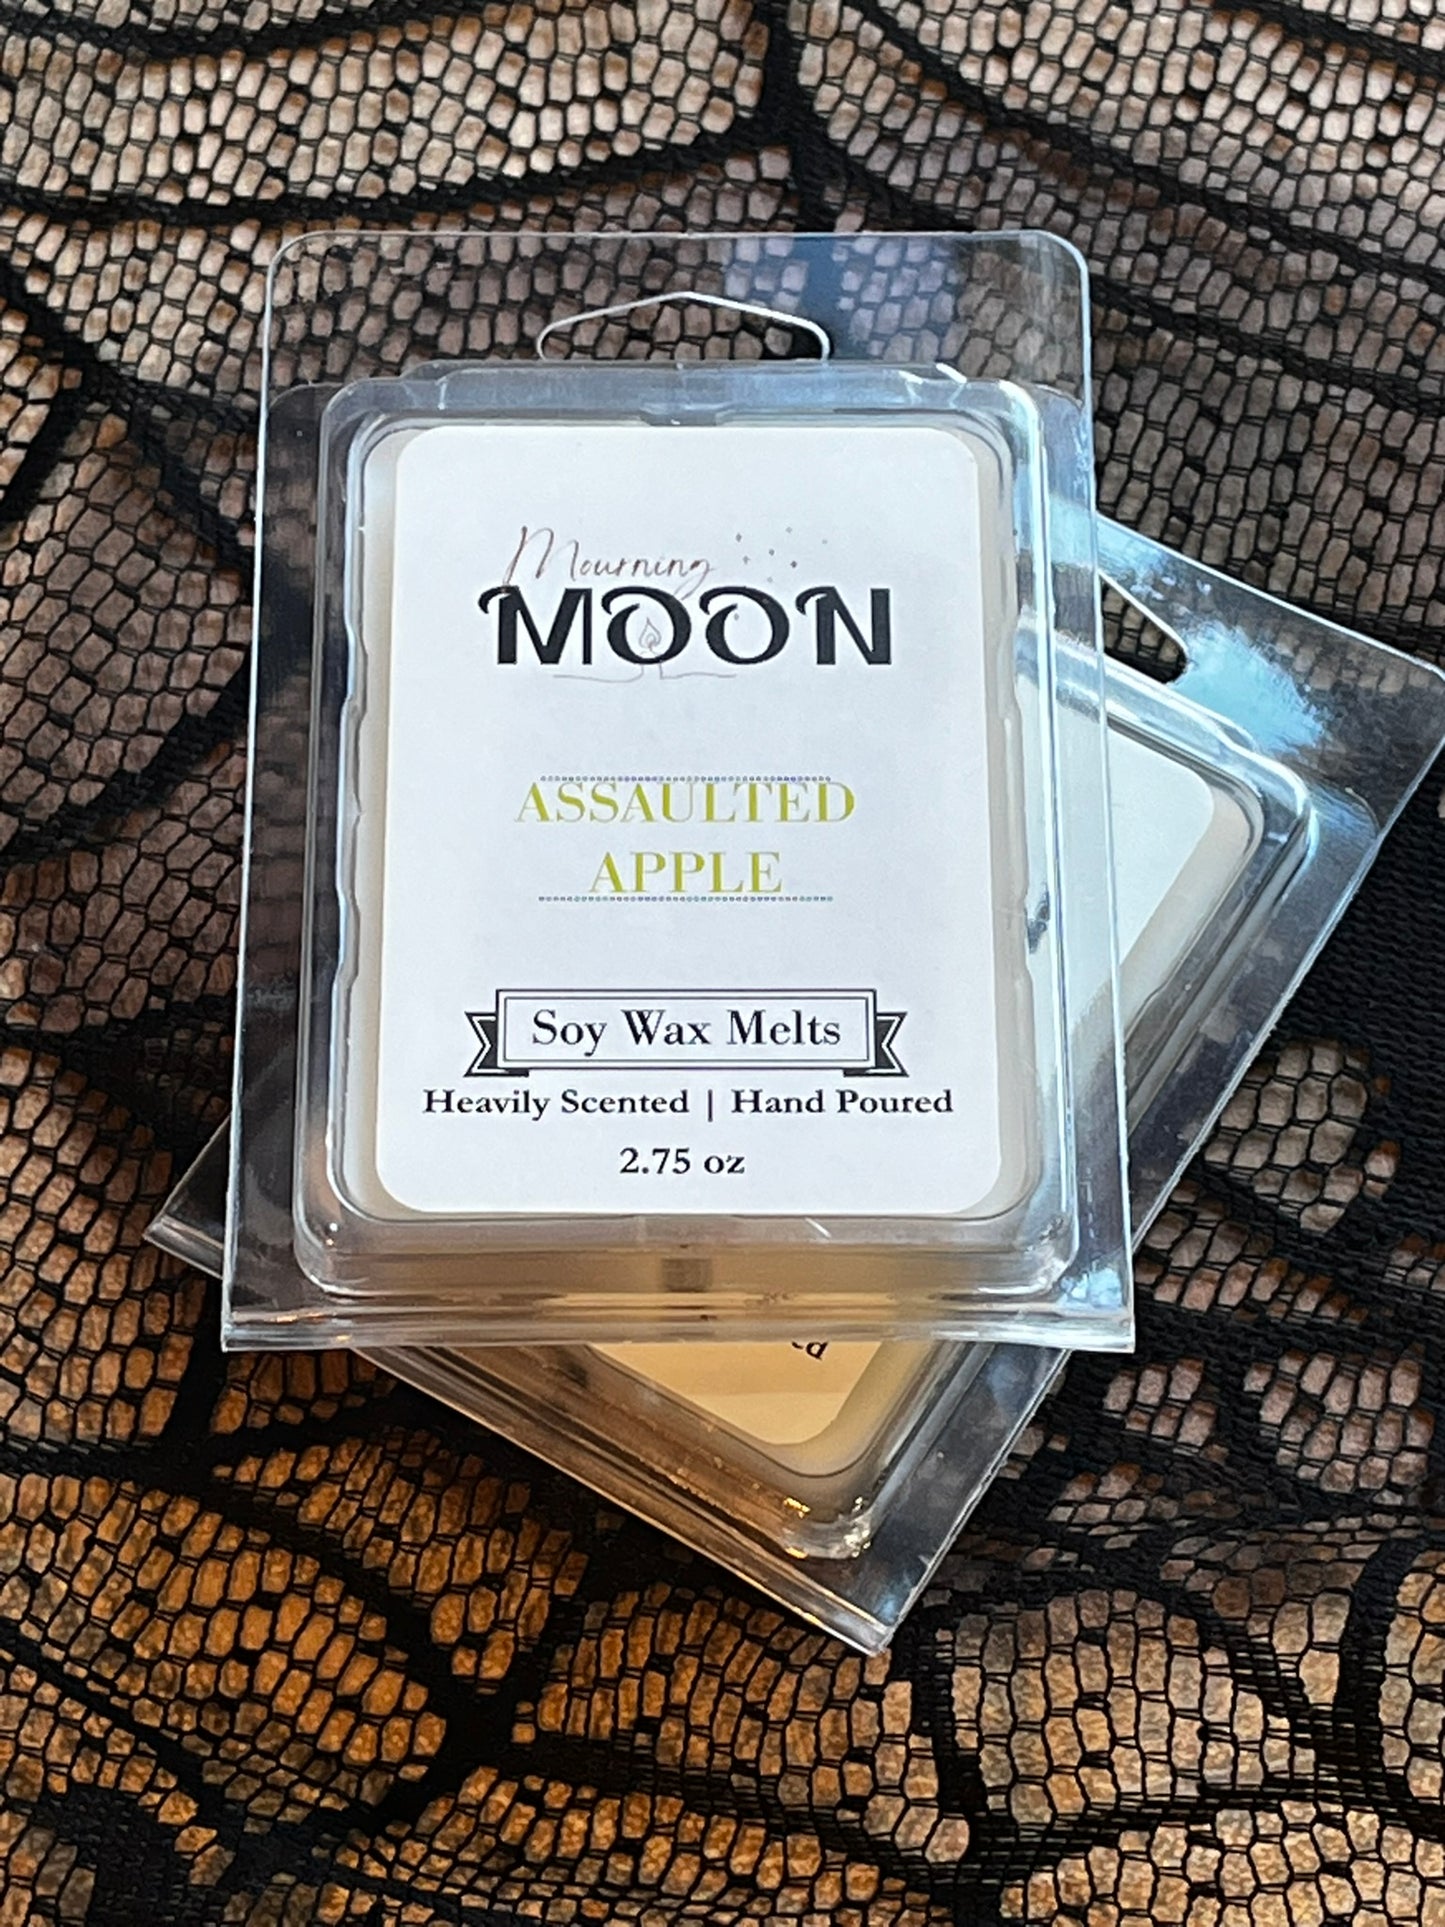 Mourning
MOON
ASSAULTED
APPLE
Soy Wax Melts
Heavily Scented | Hand Poured
2.75 oz